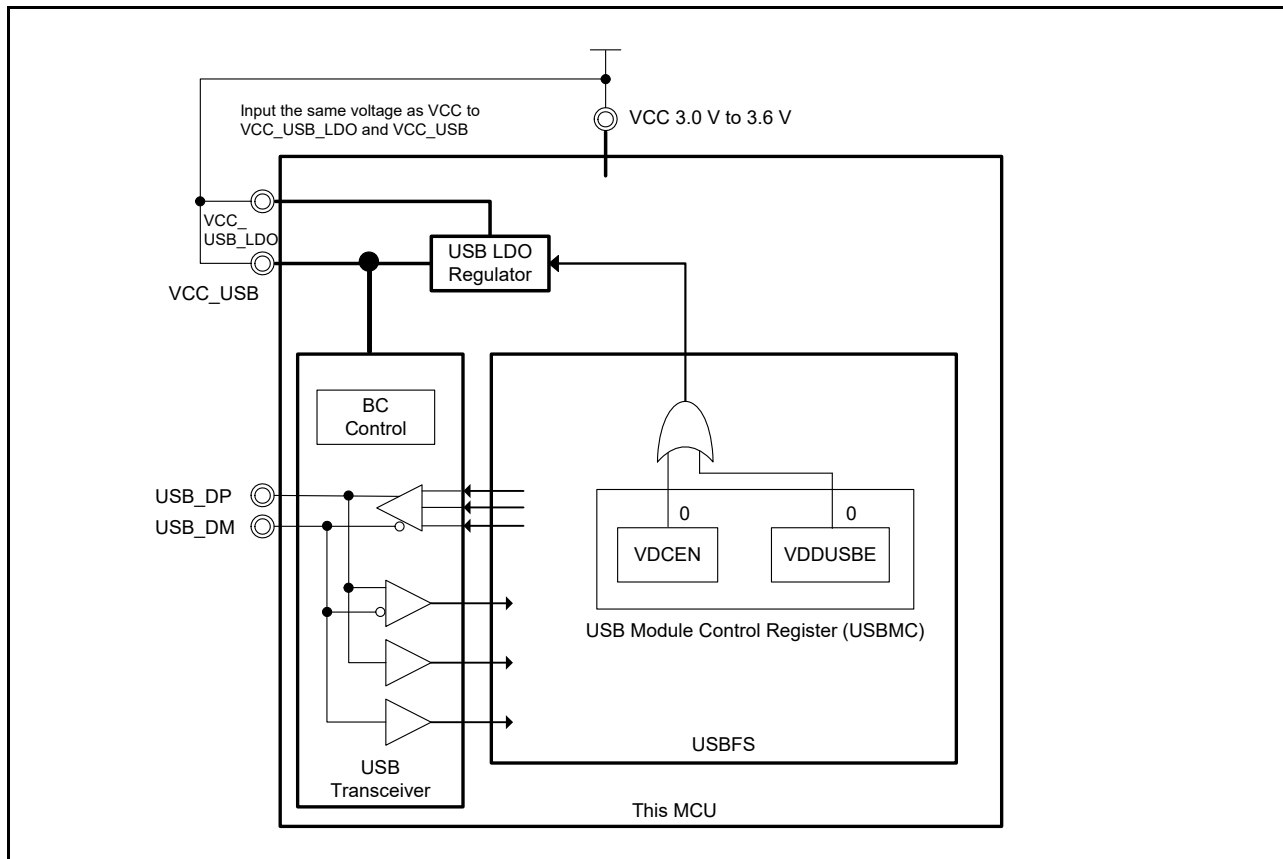 Input the same voltage as VCC to
VCC_USB_LDO and VCC_USB
VCC 3.0 V to 3.6 V
VCC_
USB_LDO
USB LDO
Regulator
VCC_USB
BC
Control
USB_DP
USB_DM
0
0
VDCEN
VDDUSBE
USB Module Control Register (USBMC)
USBFS
USB
Transceiver
This MCU